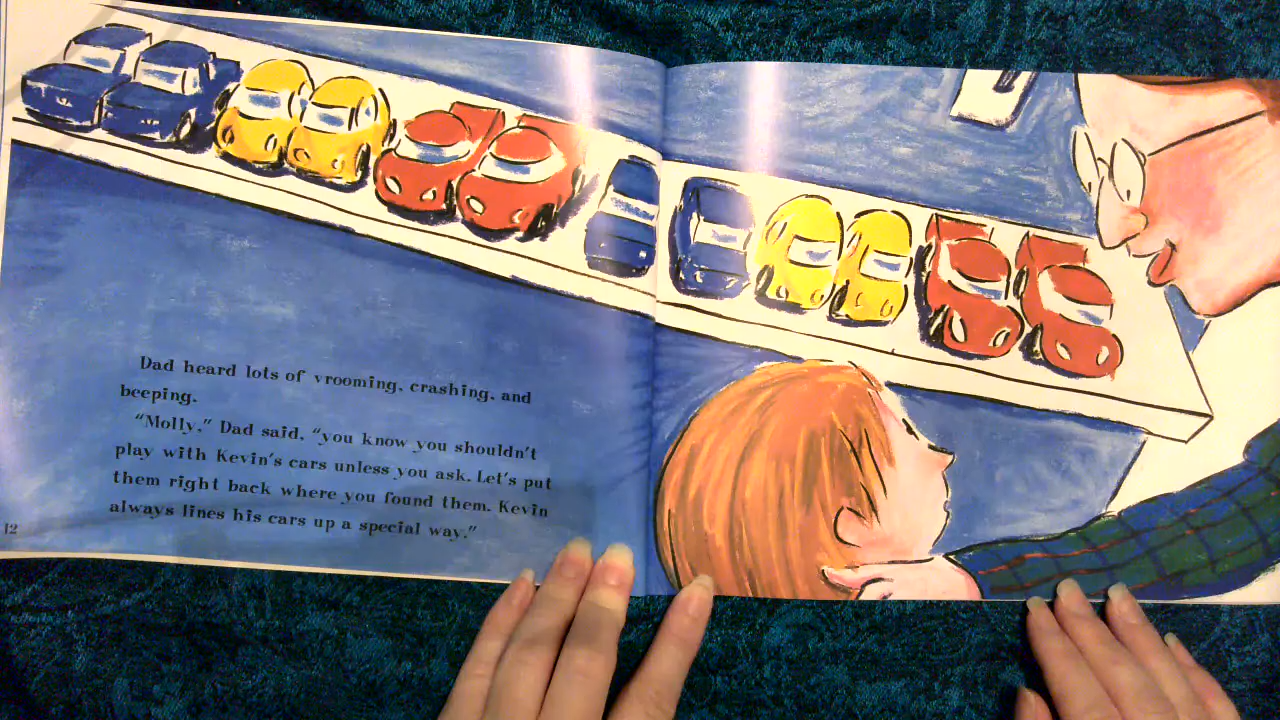 Dad heard lots of vrooming, crashing, and
beeping.
"Molly," Dad said, "you know you shouldn't
play with Kevin's cars unless you ask. Let's put
them right back where you found them. Kevin
always lines his cars up a special way."
12